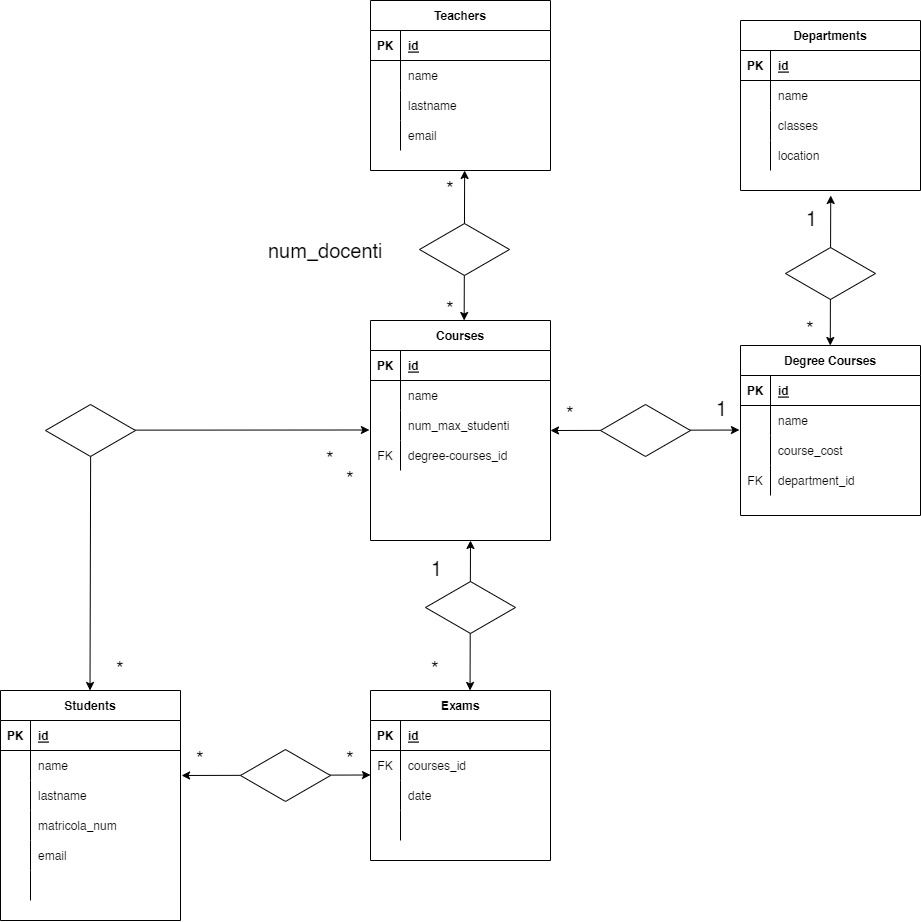 Teachers
PK id
name
lastname
email
Departments
PK id
name
classes
location
*
num_docenti
*
1
*
Courses
PK id
name
num_max_studenti
FK degree-courses_id
*
*
*
1
Degree Courses
PK id
name
course_cost
FK department_id
1
*
*
Students
PK id
name
lastname
matricola_num
email
*
*
Exams
PK id
FK courses_id
date